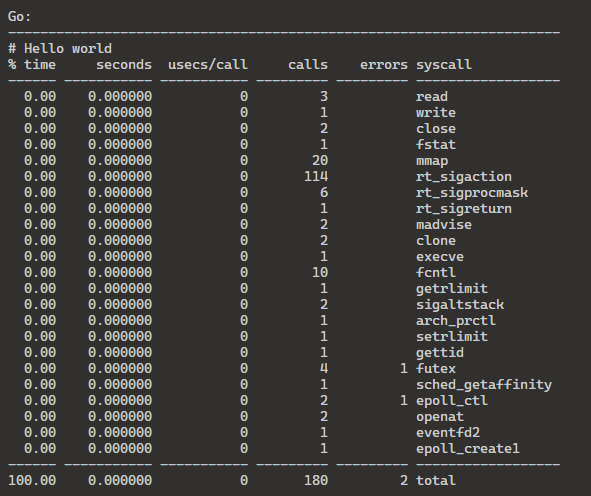 Go:
---------------------------------------------------------------------
# Hello world
% time     seconds  usecs/call     calls    errors syscall
------ ----------- ----------- --------- --------- ------------------
  0.00    0.000000           0         3           read
  0.00    0.000000           0         1           write
  0.00    0.000000           0         2           close
  0.00    0.000000           0         1           fstat
  0.00    0.000000           0        20           mmap
  0.00    0.000000           0       114           rt_sigaction
  0.00    0.000000           0         6           rt_sigprocmask
  0.00    0.000000           0         1           rt_sigreturn
  0.00    0.000000           0         2           madvise
  0.00    0.000000           0         2           clone
  0.00    0.000000           0         1           execve
  0.00    0.000000           0        10           fcntl
  0.00    0.000000           0         1           getrlimit
  0.00    0.000000           0         2           sigaltstack
  0.00    0.000000           0         1           arch_prctl
  0.00    0.000000           0         1           setrlimit
  0.00    0.000000           0         1           gettid
  0.00    0.000000           0         4         1 futex
  0.00    0.000000           0         1           sched_getaffinity
  0.00    0.000000           0         2         1 epoll_ctl
  0.00    0.000000           0         2           openat
  0.00    0.000000           0         1           eventfd2
  0.00    0.000000           0         1           epoll_create1
------ ----------- ----------- --------- --------- ------------------
100.00    0.000000           0       180         2 total